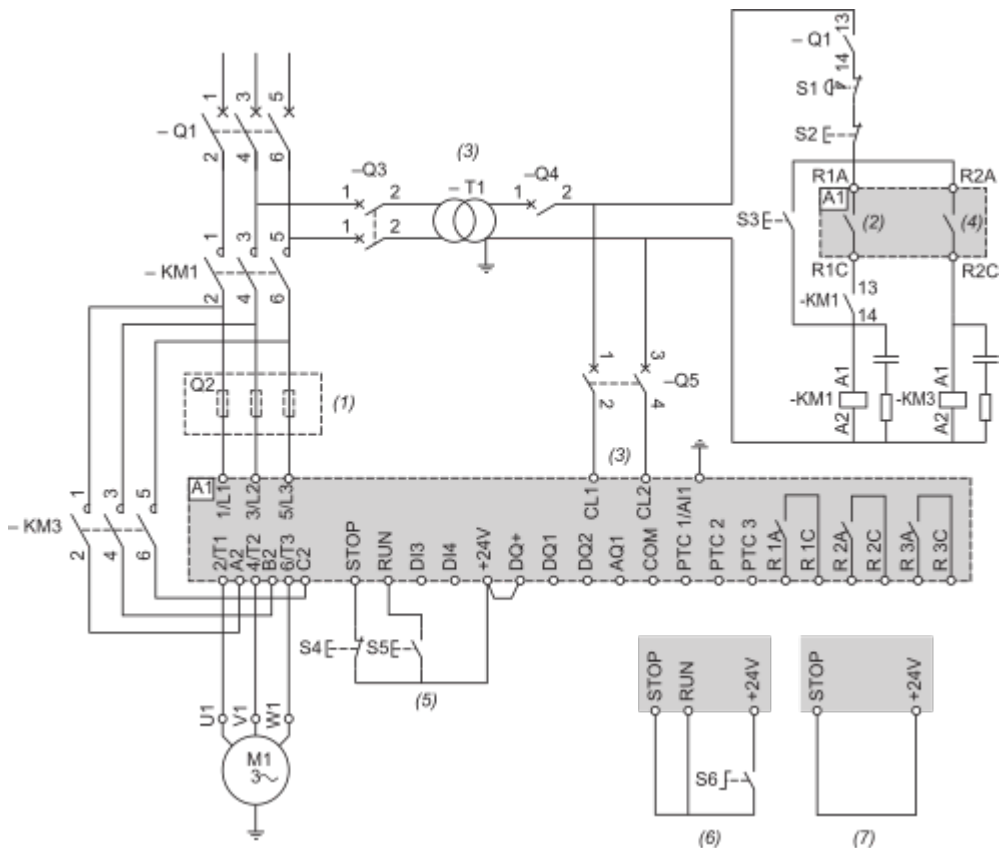 13
– Q1
14
S1
S2
R1A
R2A
A1
(2)
(4)
S3
R1C
R2C
-KM1
13
14
A1
A1
-KM1
-KM3
A2
A2
1
3
5
– Q1
2
4
6
(3)
–Q3
– T1
–Q4
1
2
1
2
1
2
1
3
5
– KM1
2
4
6
1
3
–Q5
2
4
Q2
(1)
(3)
A1
1/L1
3/L2
5/L3
CL1
CL2
PTC 1/AI1
1
3
5
– KM3
2
4
6
2/T1
A2
4/T2
B2
6/T3
C2
STOP
RUN
DI3
DI4
+24V
DQ+
DQ1
DQ2
AQ1
COM
PTC 2
PTC 3
R 1A
R 1C
R 2A
R 2C
R 3A
R 3C
S4
S5
(5)
U1
V1
W1
M1
3
STOP
RUN
+24V
S6
(6)
STOP
+24V
(7)